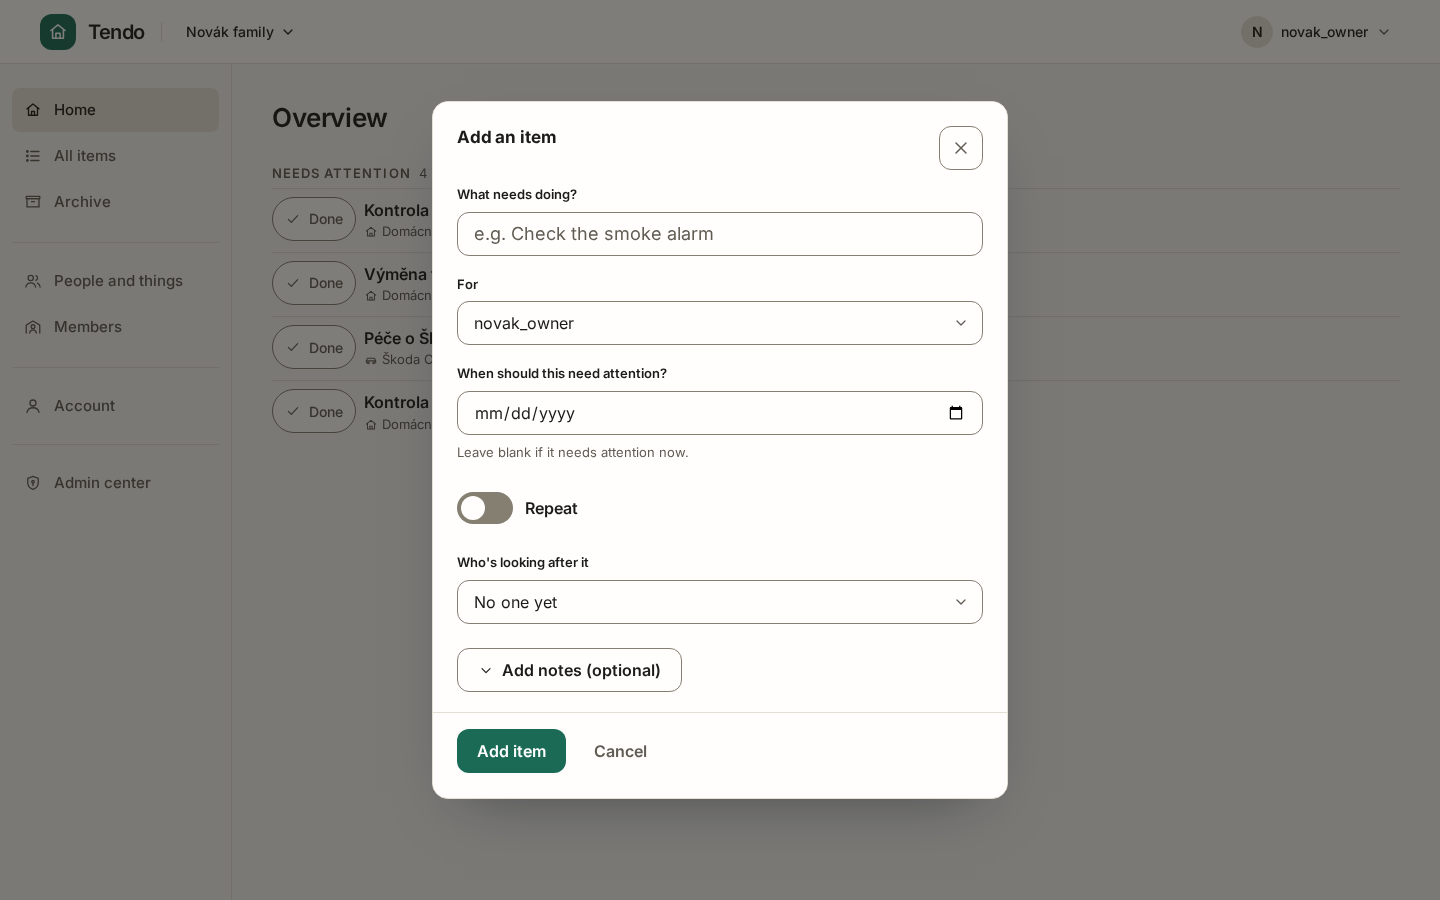 Tendo
Novák family
N
novak_owner
Home
All items
Archive
People and things
Members
Account
Admin center
Overview
NEEDS ATTENTION 4
Done
Kontrola
Done
Výměna
Done
Péče o
Škoda
Done
Kontrola
Add an item
What needs doing?
e.g. Check the smoke alarm
For
novak_owner
When should this need attention?
mm/dd/yyyy
Leave blank if it needs attention now.
Repeat
Who's looking after it
No one yet
Add notes (optional)
Add item
Cancel